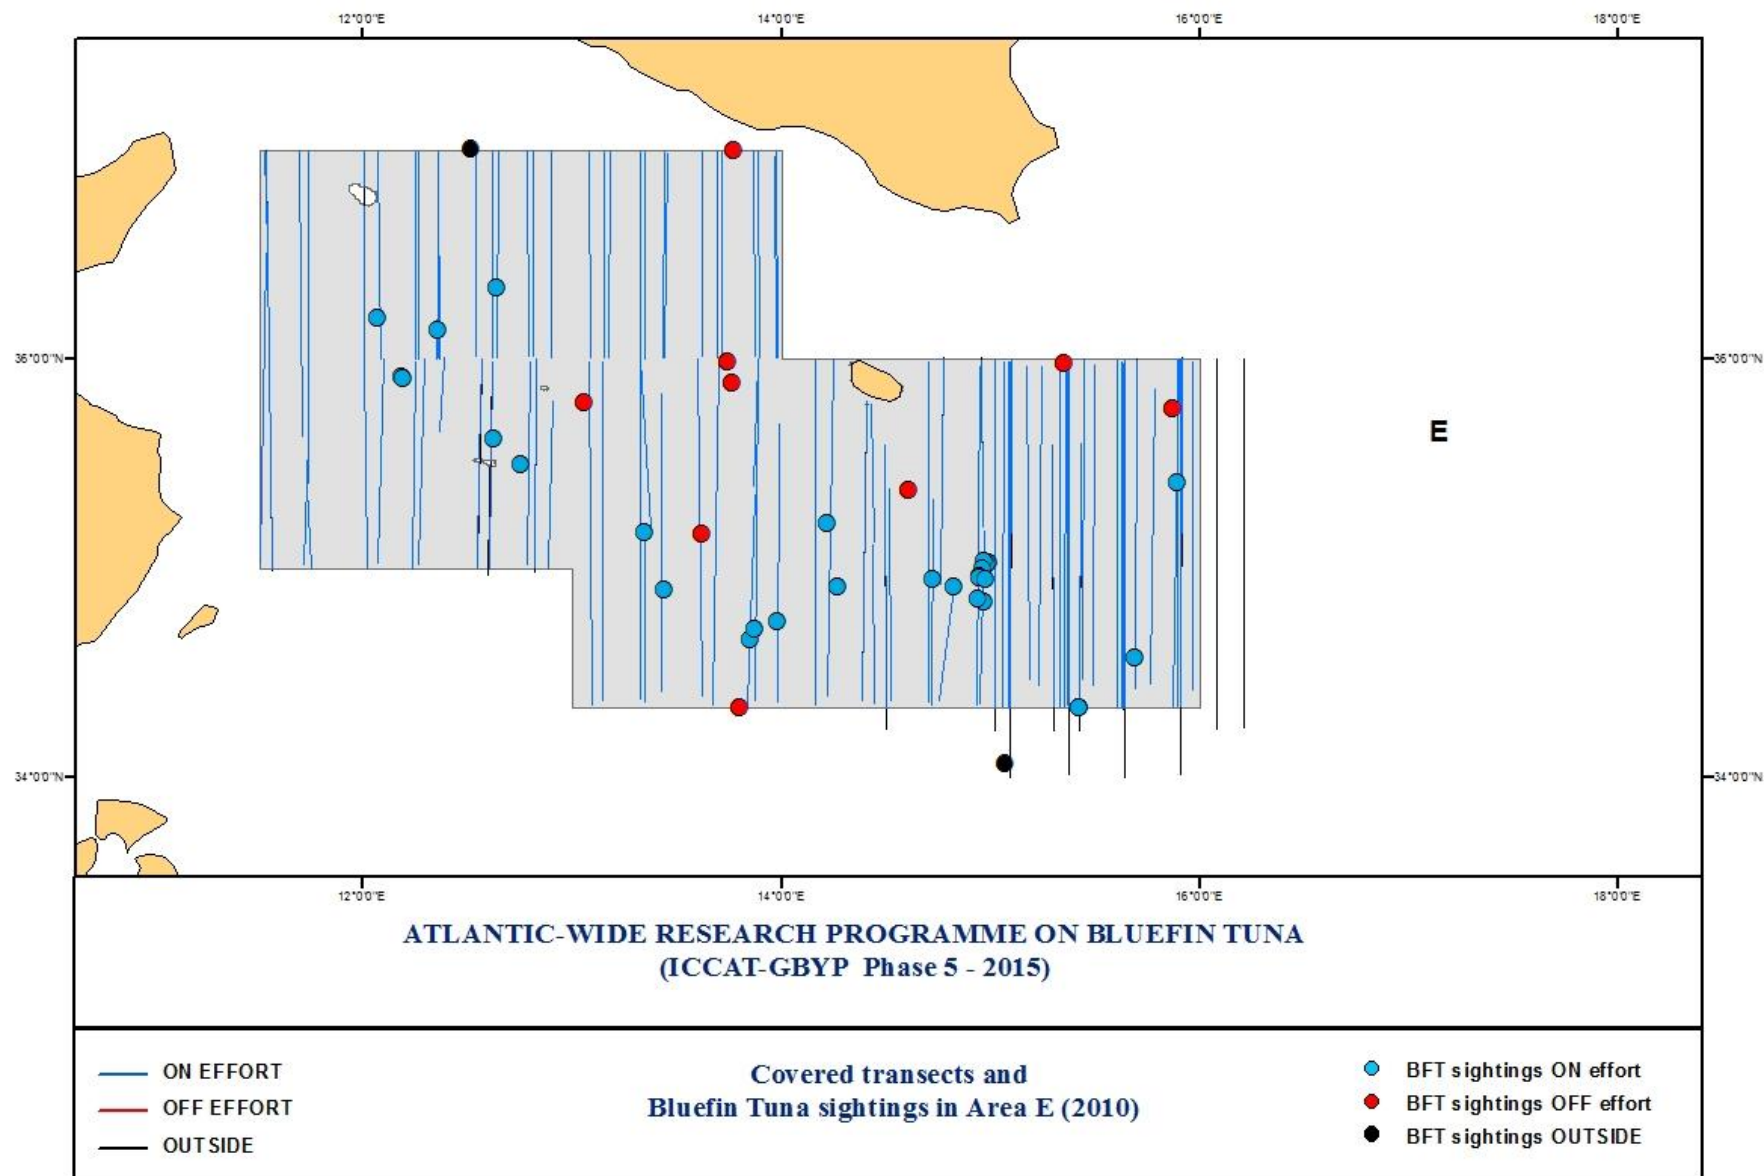 12°0'0"E 14°0'0"E 16°0'0"E 18°0'0"E
36°0'0"N 36°0'0"N
E
34°0'0"N 34°0'0"N
12°0'0"E 14°0'0"E 16°0'0"E 18°0'0"E
ATLANTIC-WIDE RESEARCH PROGRAMME ON BLUEFIN TUNA
(ICCAT-GBYP Phase 5 - 2015)
ON EFFORT
OFF EFFORT
OUTSIDE
Covered transects and
Bluefin Tuna sightings in Area E (2010)
BFT sightings ON effort
BFT sightings OFF effort
BFT sightings OUTSIDE